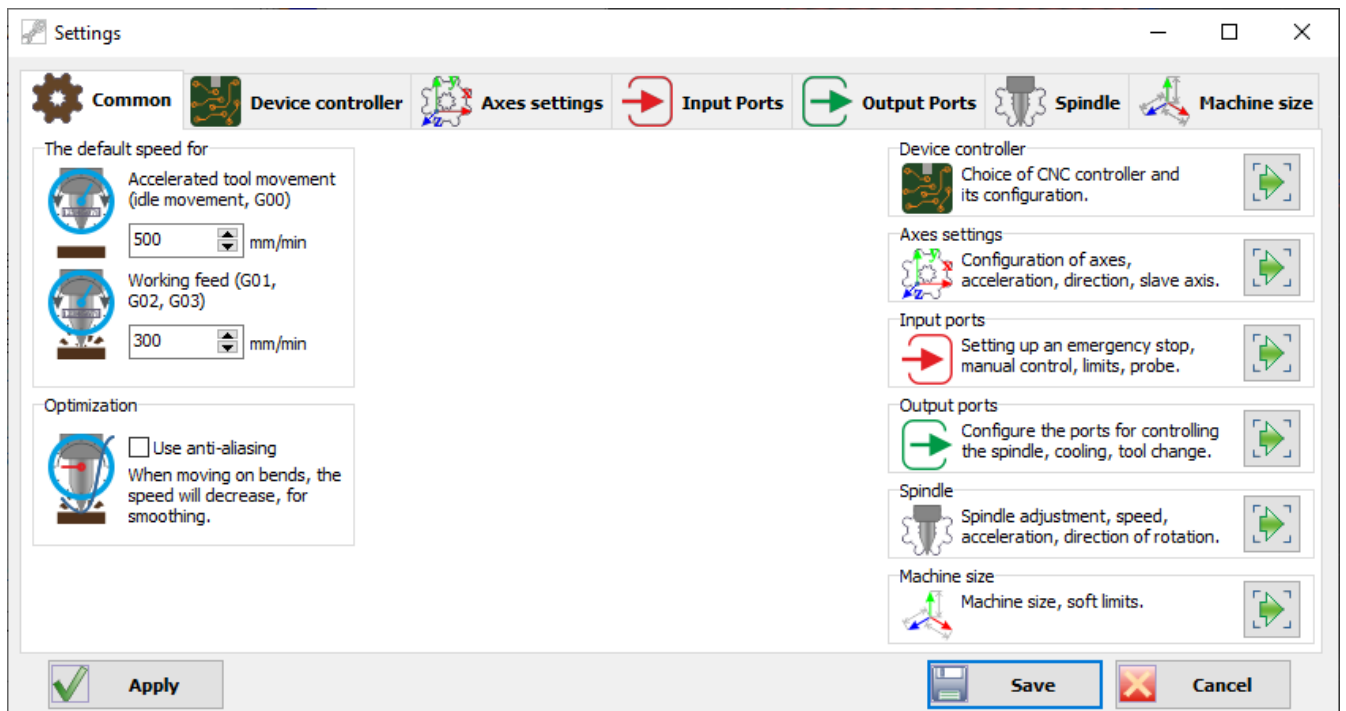 Settings
Common
Device controller
Axes settings
Input Ports
Output Ports
Spindle
Machine size
The default speed for
Accelerated tool movement
(idle movement, G00)
500
mm/min
Working feed (G01,
G02, G03)
300
mm/min
Optimization
Use anti-aliasing
When moving on bends, the
speed will decrease, for
smoothing.
Device controller
Choice of CNC controller and
its configuration.
Axes settings
Configuration of axes,
acceleration, direction, slave axis.
Input ports
Setting up an emergency stop,
manual control, limits, probe.
Output ports
Configure the ports for controlling
the spindle, cooling, tool change.
Spindle
Spindle adjustment, speed,
acceleration, direction of rotation.
Machine size
Machine size, soft limits.
Apply
Save
Cancel